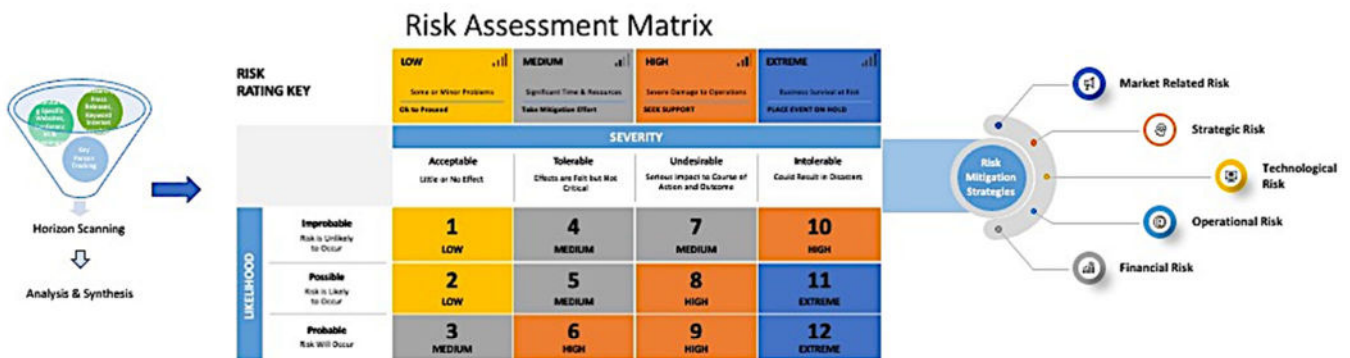 Risk Assessment Matrix
RISK
RATING KEY
LOW
Some or Minor Problems
Ok to Proceed
MEDIUM
Significant Time & Resources
Take Mitigation Effort
HIGH
Severe Damage to Operations
SEEK SUPPORT
EXTREME
Business Survival at Risk
PLACE EVENT ON HOLD
SEVERITY
Acceptable
Little or No Effect
Tolerable
Effects are Felt but Not
Critical
Undesirable
Serious Impact to Course of
Action and Outcome
Intolerable
Could Result in Disasters
LIKELIHOOD
Improbable
Risk is Unlikely
to Occur
1
LOW
4
MEDIUM
7
MEDIUM
10
HIGH
Possible
Risk is Likely
to Occur
2
LOW
5
MEDIUM
8
HIGH
11
EXTREME
Probable
Risk Will Occur
3
MEDIUM
6
HIGH
9
HIGH
12
EXTREME
Specific
Websites,
Press
Releases,
Keyword
Internet
Key
Person
Tracking
Horizon Scanning
Analysis & Synthesis
Risk
Mitigation
Strategies
Market Related Risk
Strategic Risk
Technological
Risk
Operational Risk
Financial Risk